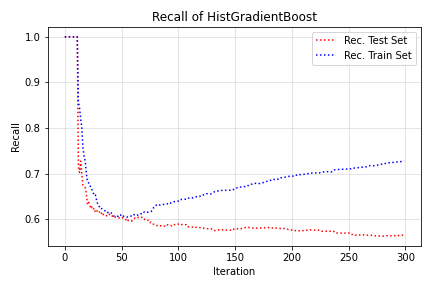 Recall of HistGradientBoost
Rec. Test Set
Rec. Train Set
Recall
1.0
0.9
0.8
0.7
0.6
0
50
100
150
200
250
300
Iteration